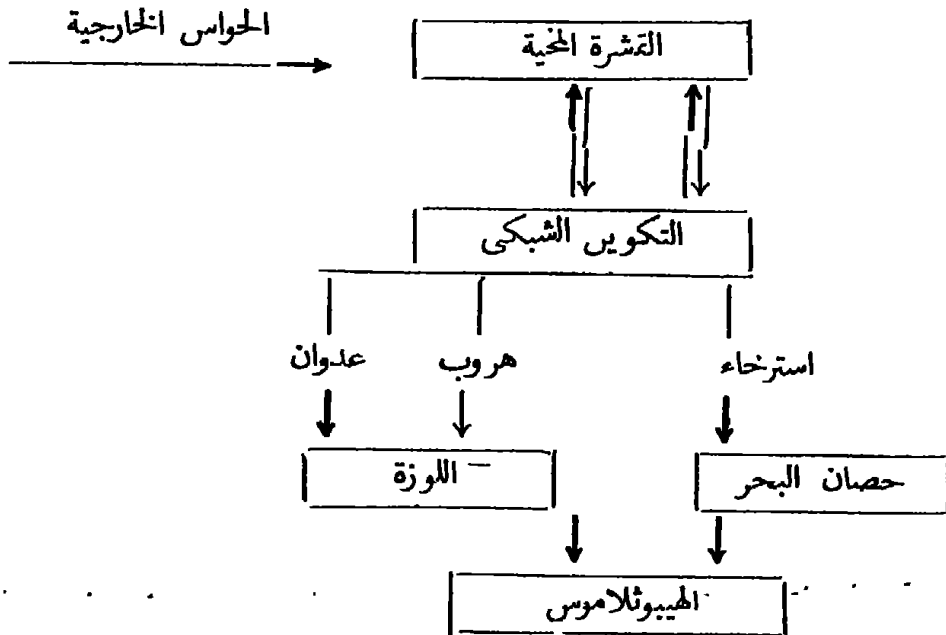 الحواس الخارجية
القشرة المخية
التكوين الشبكى
عدوان هروب استرخاء
اللوزة حصان البحر
الهيبوثلاموس